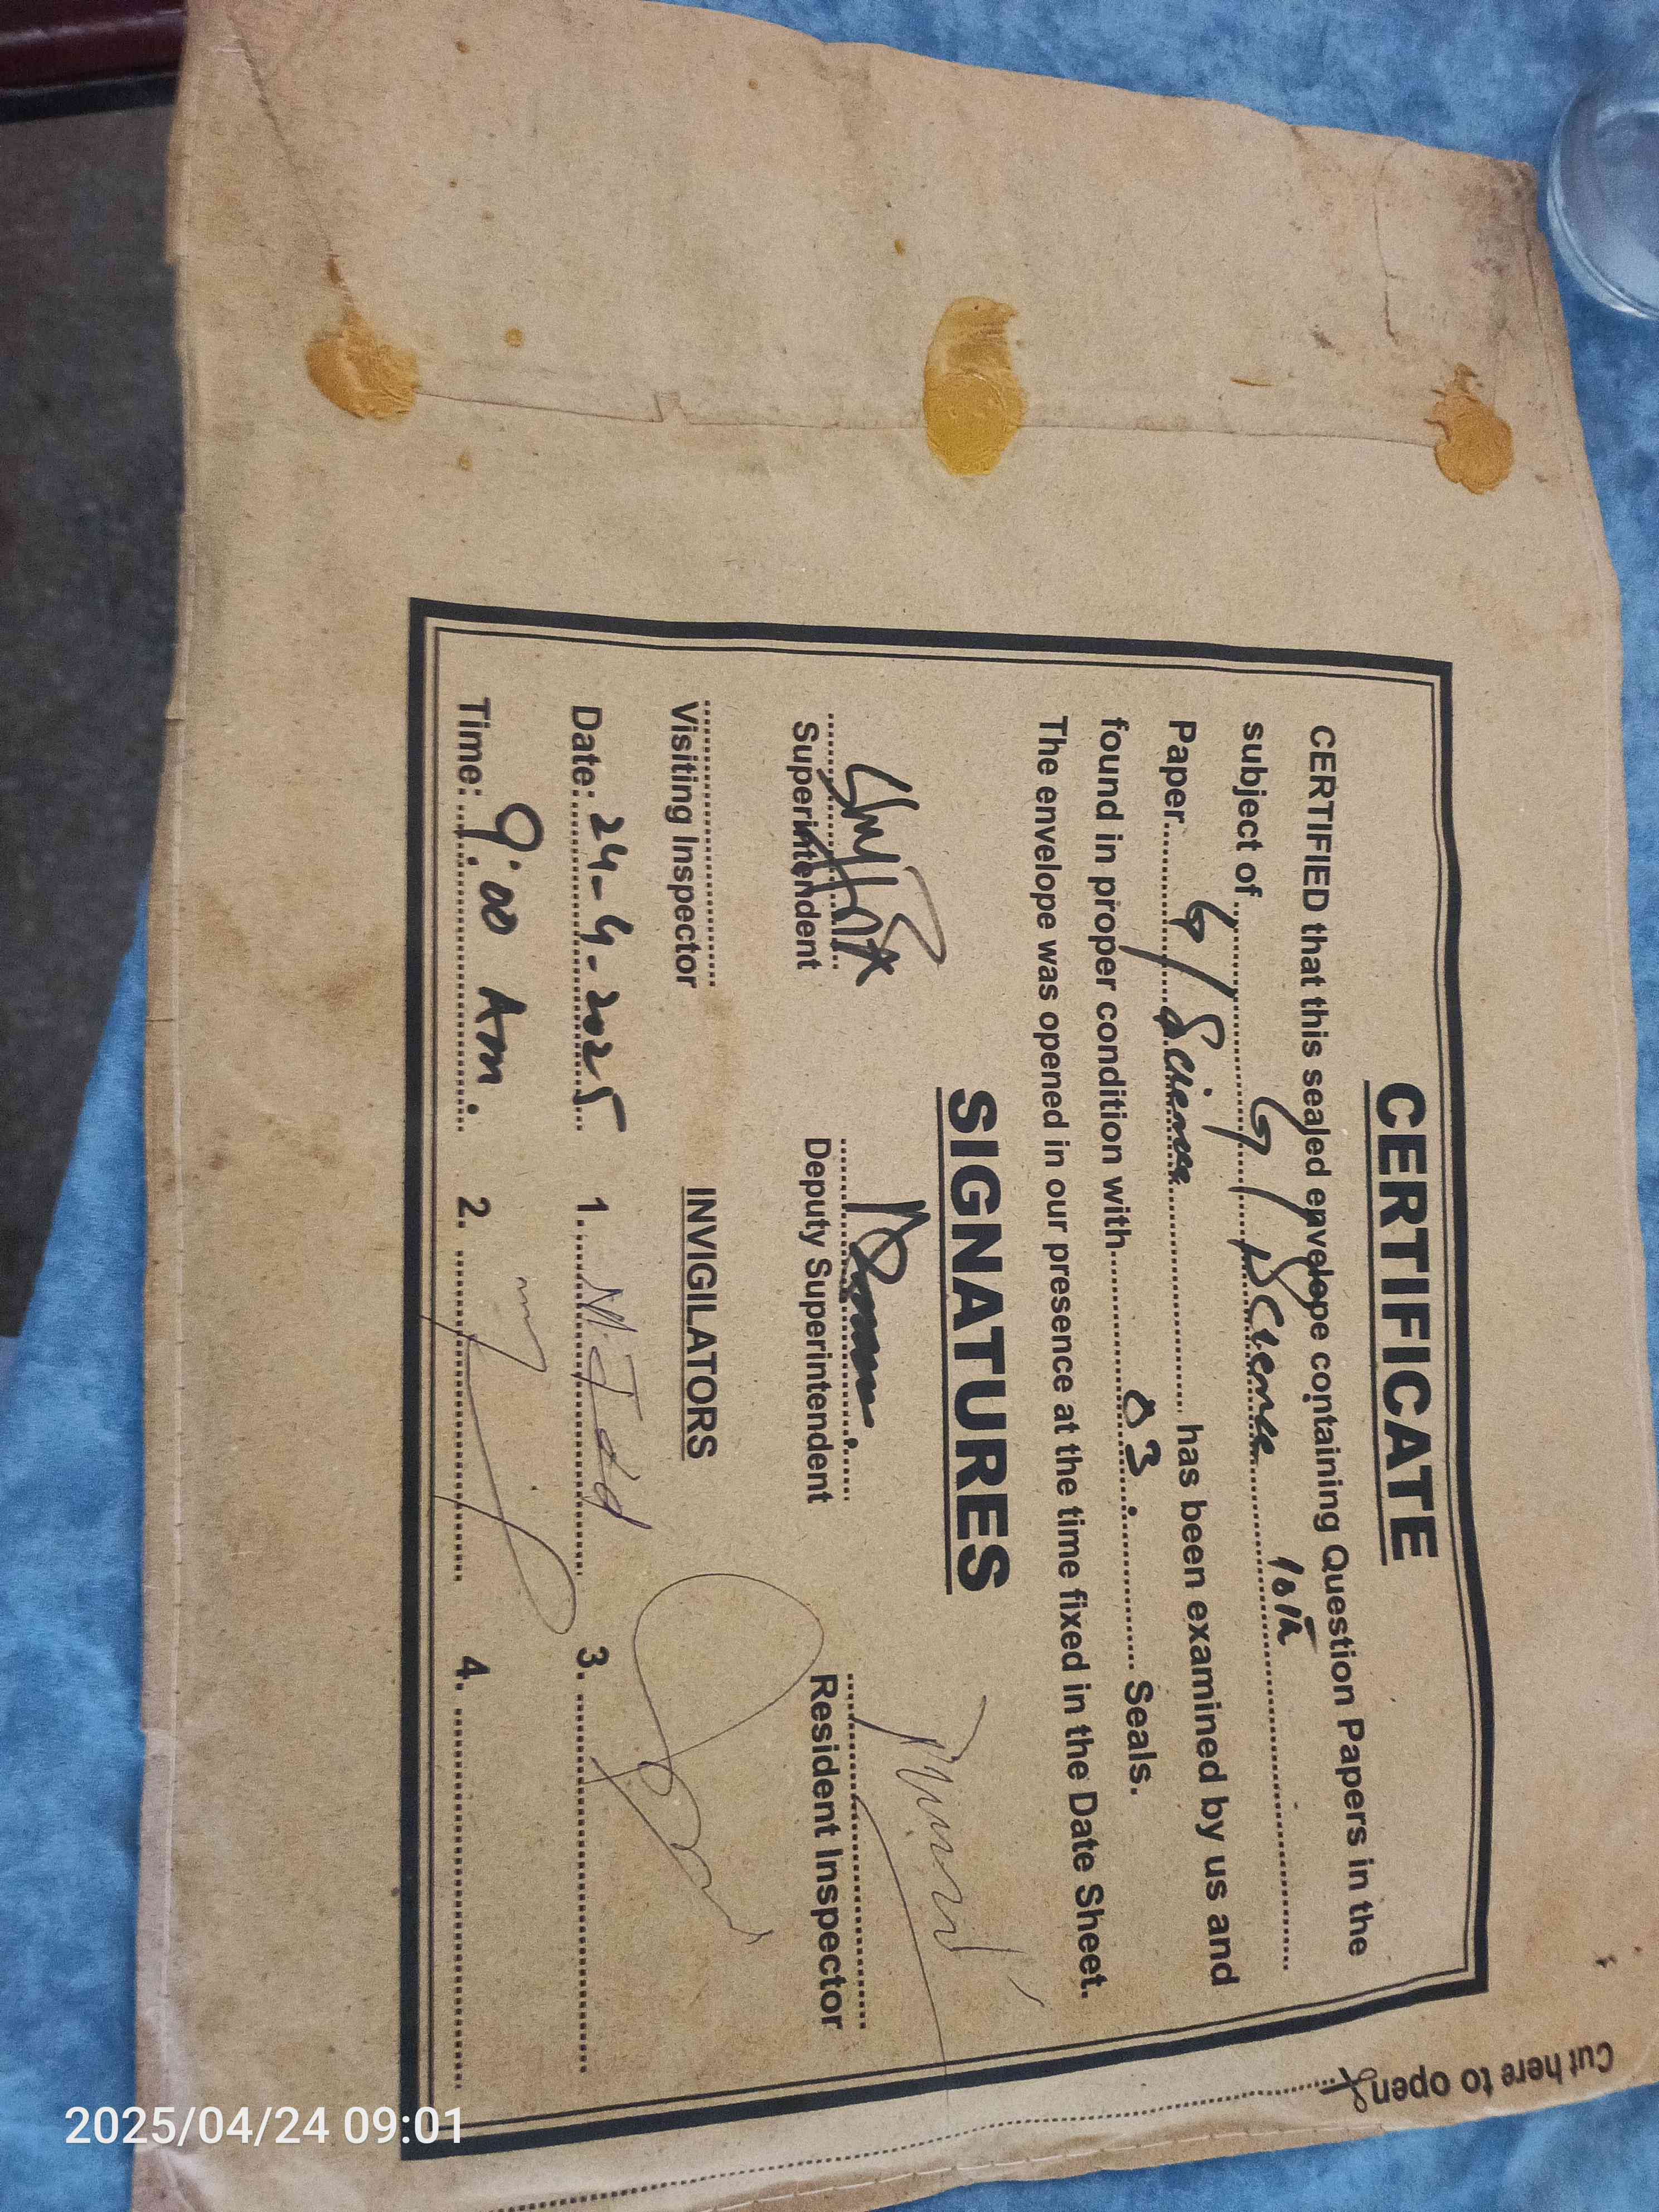 CERTIFICATE
CERTIFIED that this sealed envelope containing Question Papers in the
subject of G/Science 10th
Paper G/Science has been examined by us and
found in proper condition with 03. Seals.
The envelope was opened in our presence at the time fixed in the Date Sheet.
SIGNATURES
Superintendent Deputy Superintendent Resident Inspector
Visiting Inspector INVIGILATORS
Date: 24-4-2025 1. 3.
Time: 9:00 Am. 2. 4.
Cut here to open
2025/04/24 09:01